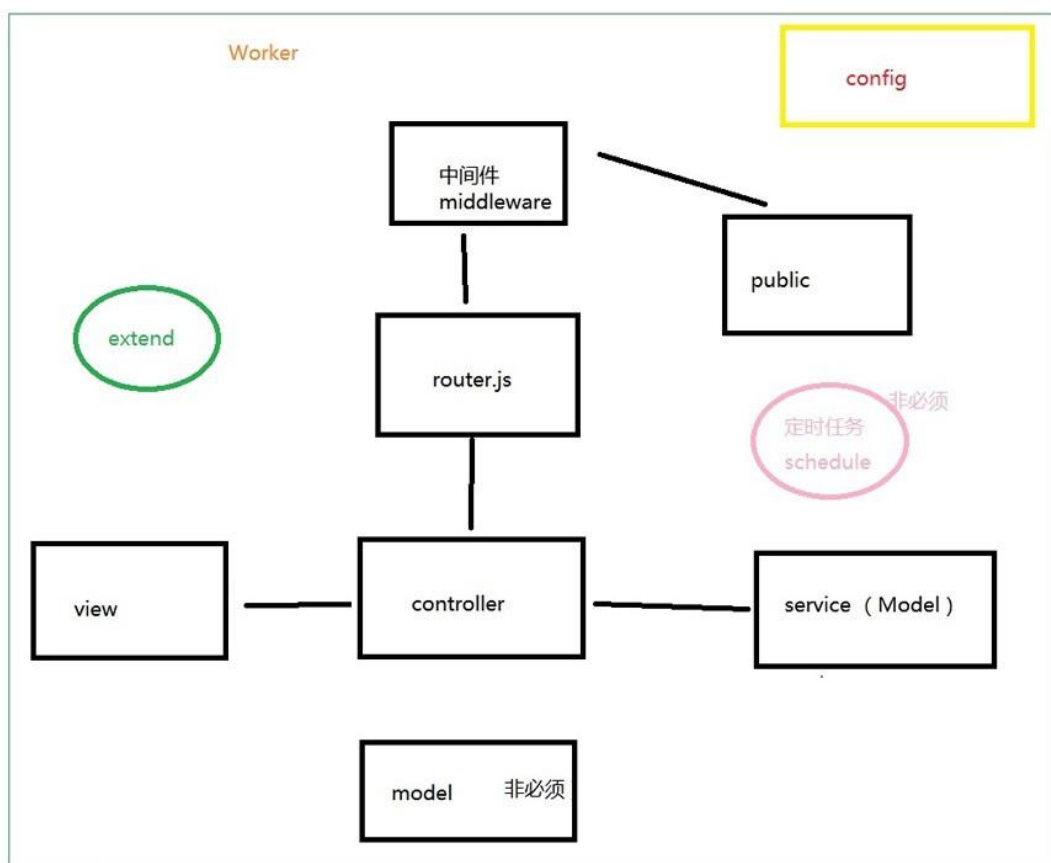 Worker
config
中间件
middleware
public
extend
router.js
非必须
定时任务
schedule
view
controller
service （ Model ）
model 非必须